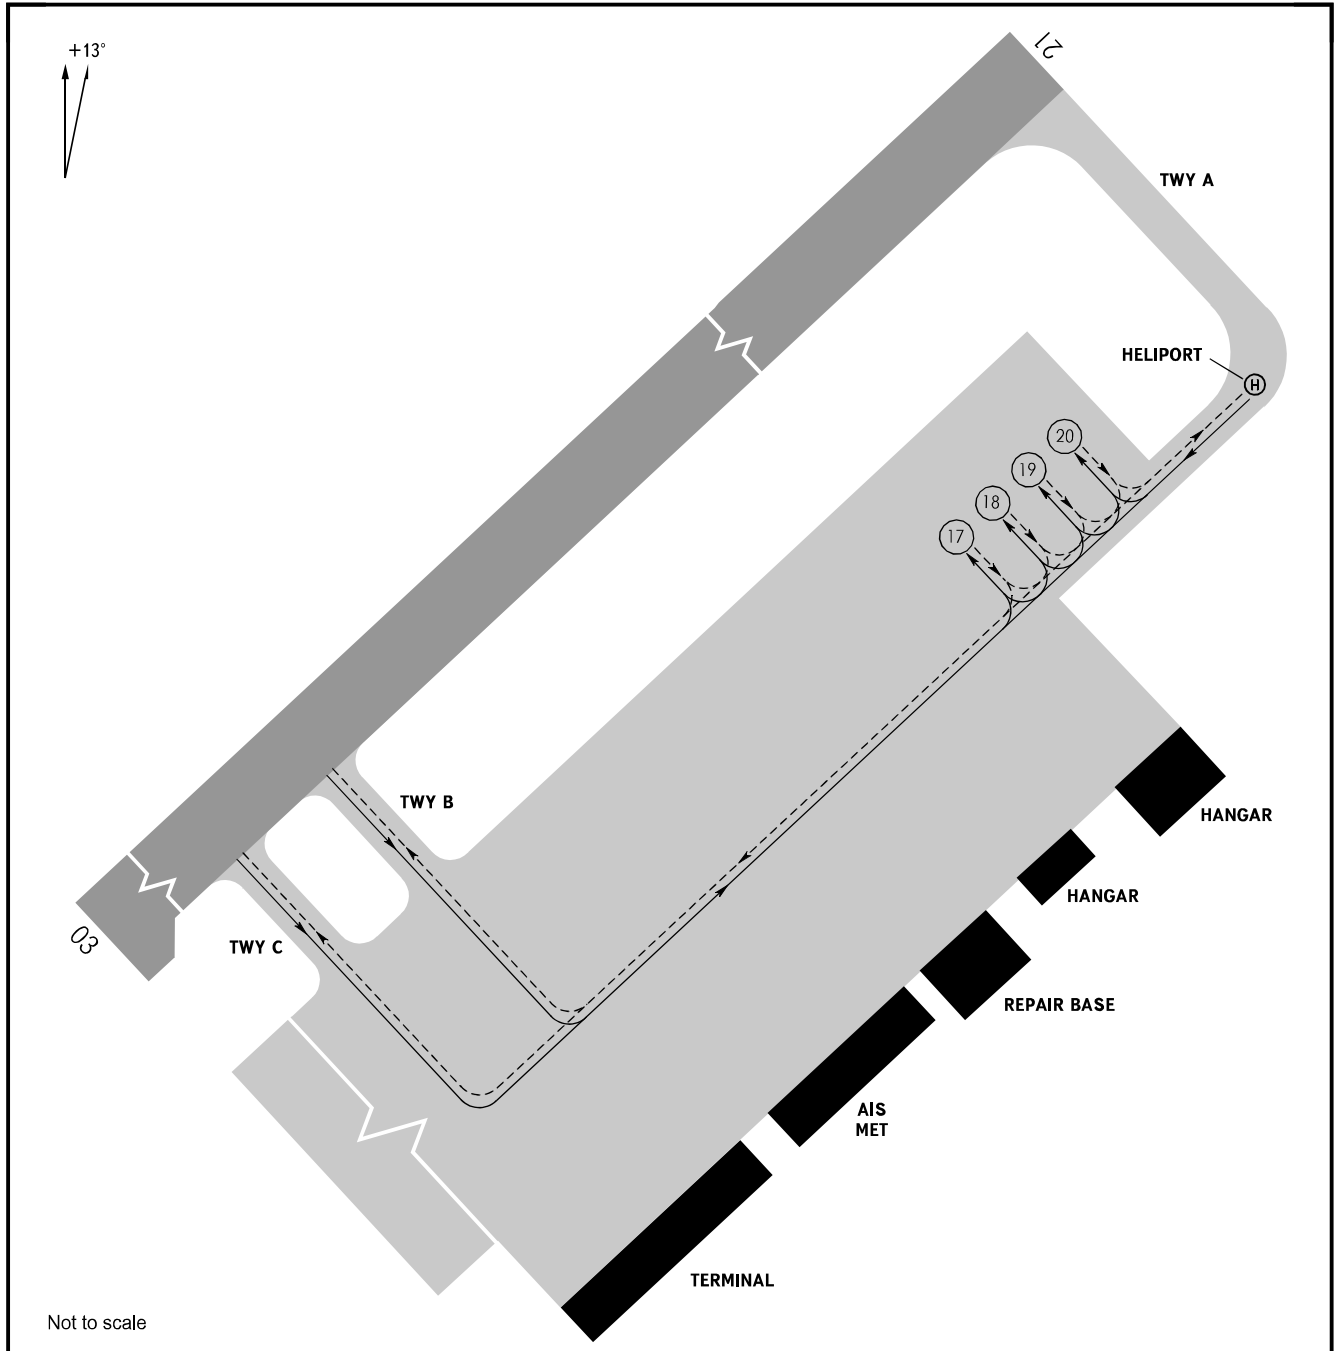 +13°
21
TWY A
HELIPORT
H
20
19
18
17
TWY B
HANGAR
HANGAR
03
TWY C
REPAIR BASE
AIS
MET
TERMINAL
Not to scale